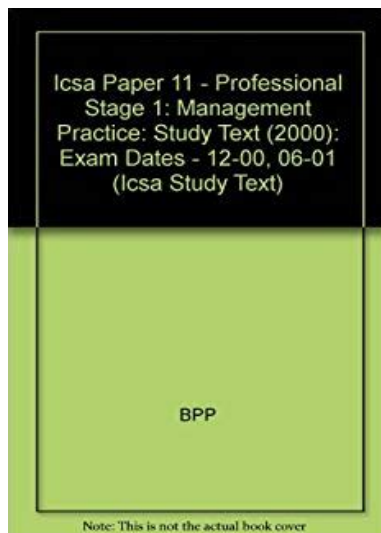 Icsa Paper 11 - Professional
Stage 1: Management
Practice: Study Text (2000):
Exam Dates - 12-00, 06-01
(Icsa Study Text)
BPP
Note: This is not the actual book cover